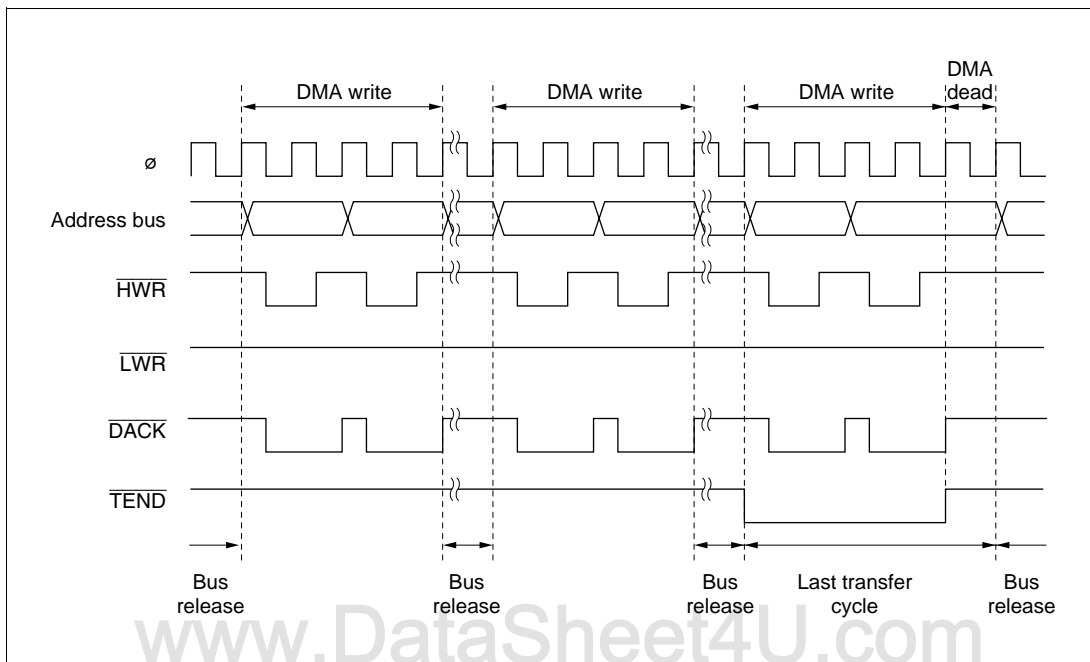 DMA
DMA write DMA write DMA write dead
ø
Address bus
HWR
LWR
DACK
TEND
Bus release
Bus release
Bus release
Last transfer cycle
Bus release
www.DataSheet4U.com